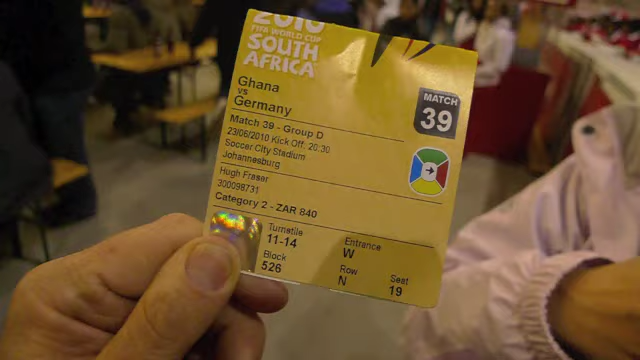 2010
FIFA WORLD CUP
SOUTH AFRICA
Ghana
vs
Germany
MATCH
39
Match 39 - Group D
23/06/2010 Kick Off: 20:30
Soccer City Stadium
Johannesburg
Hugh Fraser
300098731
Category 2 - ZAR 840
Turnstile
11-14
Entrance
W
Block
526
Row
N
Seat
19